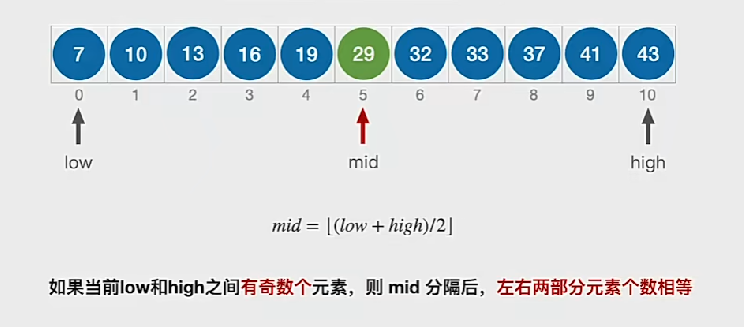 7 10 13 16 19 29 32 33 37 41 43
0 1 2 3 4 5 6 7 8 9 10
low mid high
mid = ⌊(low + high)/2⌋
如果当前low和high之间有奇数个元素，则 mid 分隔后，左右两部分元素个数相等